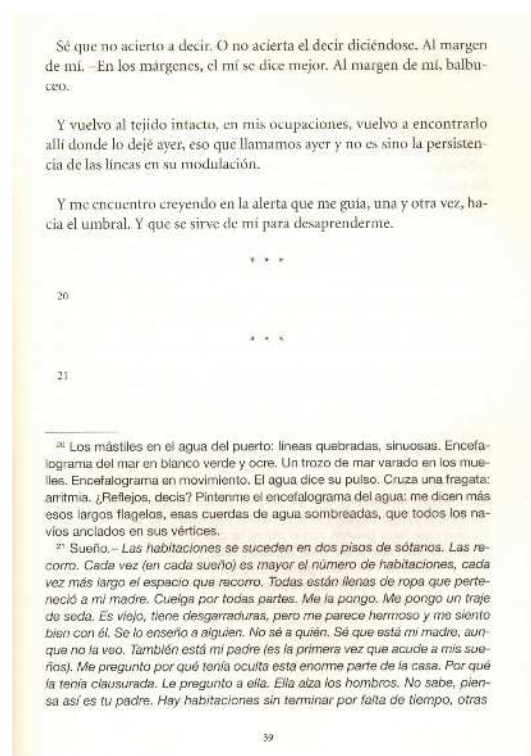 Sé que no acierto a decir. O no acierta el decir diciéndose. Al margen
de mí. –En los márgenes, el mí se dice mejor. Al margen de mí, balbu-
ceo.
Y vuelvo al tejido intacto, en mis ocupaciones, vuelvo a encontrarlo
allí donde lo dejé ayer, eso que llamamos ayer y no es sino la persisten-
cia de las líneas en su modulación.
Y me encuentro creyendo en la alerta que me guía, una y otra vez, ha-
cia el umbral. Y que se sirve de mí para desaprenderme.
* * *
20
* * *
21
20 Los mástiles en el agua del puerto: líneas quebradas, sinuosas. Encefa-
lograma del mar en blanco verde y ocre. Un trozo de mar varado en los mue-
lles. Encefalograma en movimiento. El agua dice su pulso. Cruza una fragata:
arritmia. ¿Reflejos, decís? Píntenme el encefalograma del agua: me dicen más
esos largos flagelos, esas cuerdas de agua sombreadas, que todos los na-
víos anclados en sus vértices.
21 Sueño.– Las habitaciones se suceden en dos pisos de sótanos. Las re-
corro. Cada vez (en cada sueño) es mayor el número de habitaciones, cada
vez más largo el espacio que recorro. Todas están llenas de ropa que perte-
neció a mi madre. Cuelga por todas partes. Me la pongo. Me pongo un traje
de seda. Es viejo, tiene desgarraduras, pero me parece hermoso y me siento
bien con él. Se lo enseño a alguien. No sé a quién. Sé que está mi madre, aun-
que no la veo. También está mi padre (es la primera vez que acude a mis sue-
ños). Me pregunto por qué tenía oculta esta enorme parte de la casa. Por qué
la tenía clausurada. Le pregunto a ella. Ella alza los hombros. No sabe, pien-
sa así es tu padre. Hay habitaciones sin terminar por falta de tiempo, otras
39